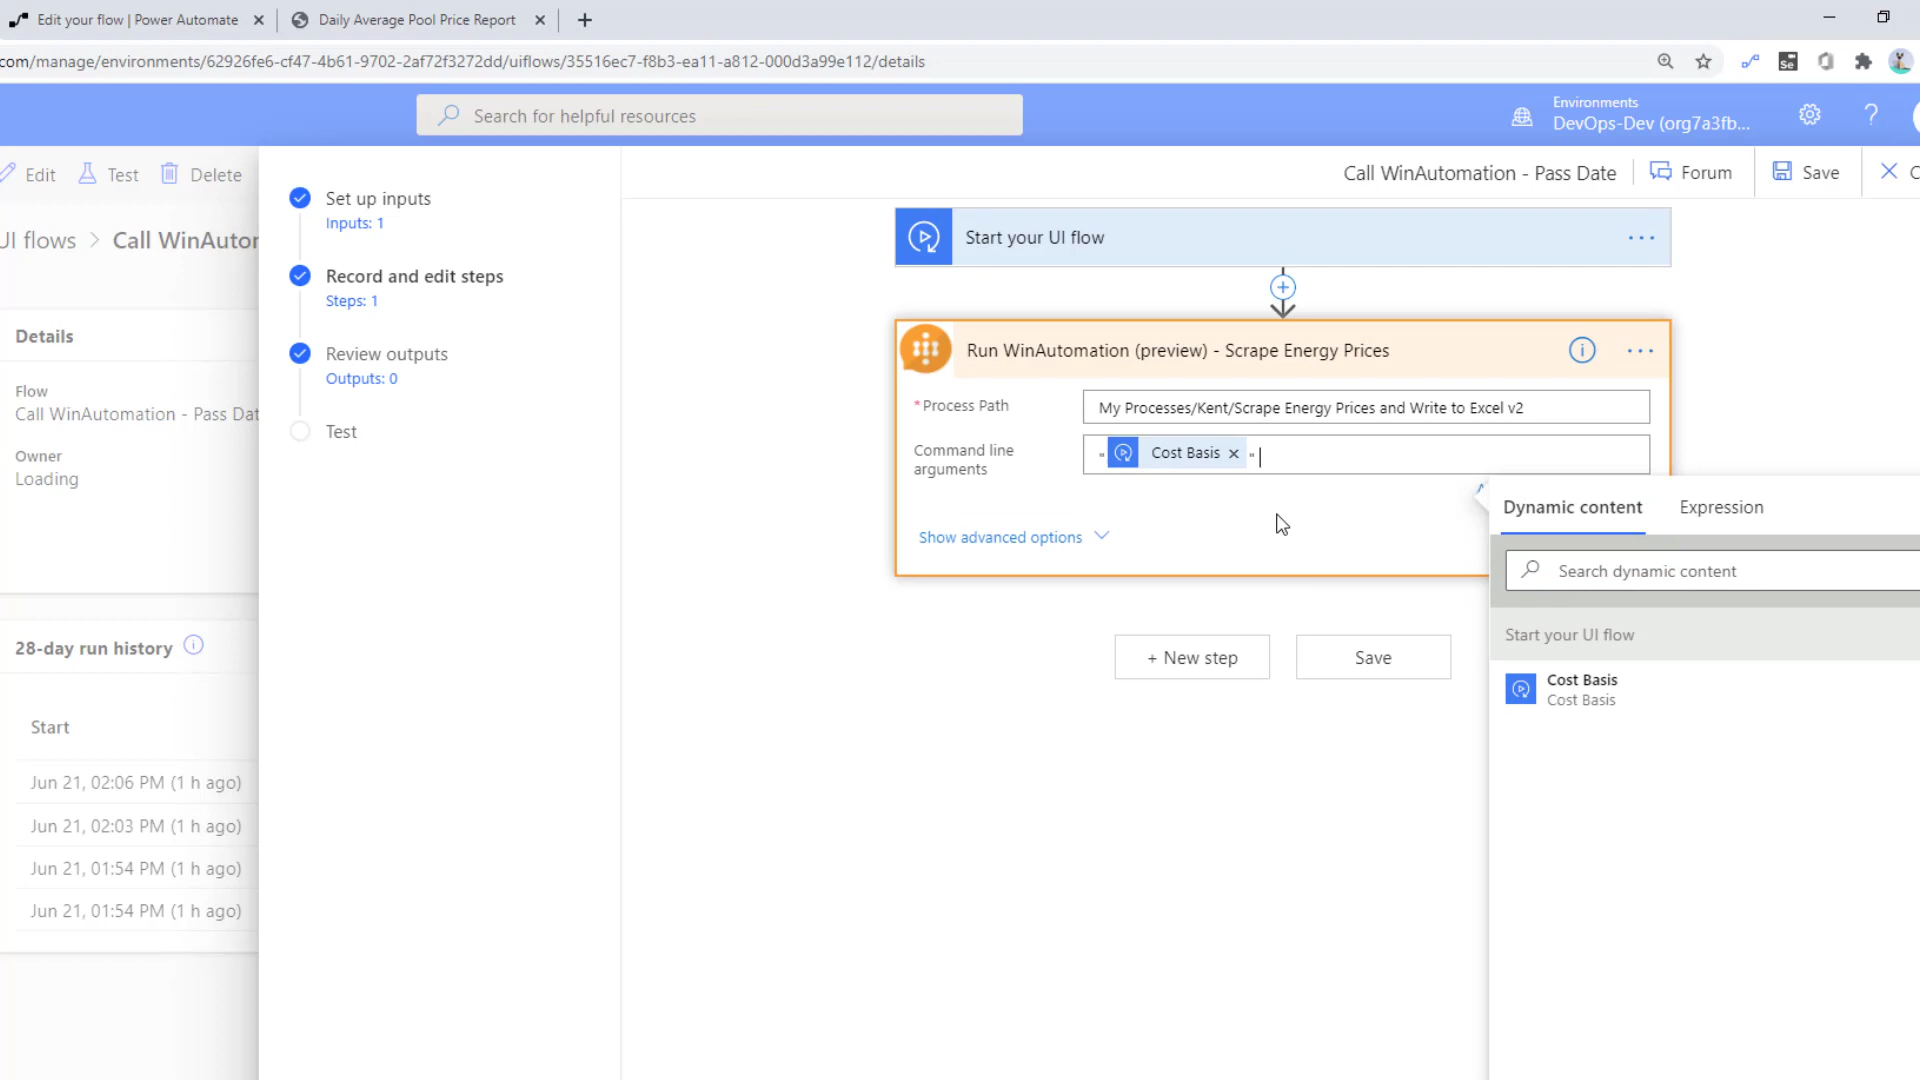 Edit your flow | Power Automate
Daily Average Pool Price Report
com/manage/environments/62926fe6-cf47-4b61-9702-2af72f3272dd/uiflows/35516ec7-f8b3-ea11-a812-000d3a99e112/details
Se
Search for helpful resources
Environments
DevOps-Dev (org7a3fb...
?
Edit
Test
Delete
Call WinAutomation - Pass Date
Forum
Save
UI flows > Call WinAutor
Details
Flow
Call WinAutomation - Pass Dat
Owner
Loading
28-day run history
Start
Jun 21, 02:06 PM (1 h ago)
Jun 21, 02:03 PM (1 h ago)
Jun 21, 01:54 PM (1 h ago)
Jun 21, 01:54 PM (1 h ago)
Set up inputs
Inputs: 1
Record and edit steps
Steps: 1
Review outputs
Outputs: 0
Test
Start your UI flow
...
Run WinAutomation (preview) - Scrape Energy Prices
...
*Process Path
My Processes/Kent/Scrape Energy Prices and Write to Excel v2
Command line
arguments
" Cost Basis × "
Show advanced options
+ New step
Save
Dynamic content
Expression
Search dynamic content
Start your UI flow
Cost Basis
Cost Basis